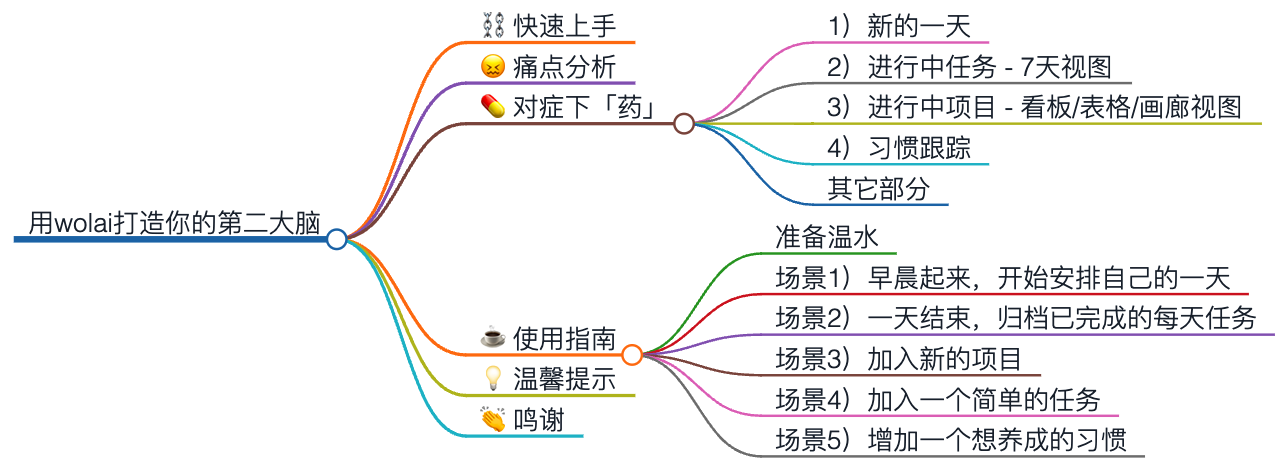 用wolai打造你的第二大脑
⛓️ 快速上手
😖 痛点分析
💊 对症下「药」
1）新的一天
2）进行中任务 - 7天视图
3）进行中项目 - 看板/表格/画廊视图
4）习惯跟踪
其它部分
☕ 使用指南
准备温水
场景1）早晨起来，开始安排自己的一天
场景2）一天结束，归档已完成的每天任务
场景3）加入新的项目
场景4）加入一个简单的任务
场景5）增加一个想养成的习惯
💡 温馨提示
👏 鸣谢